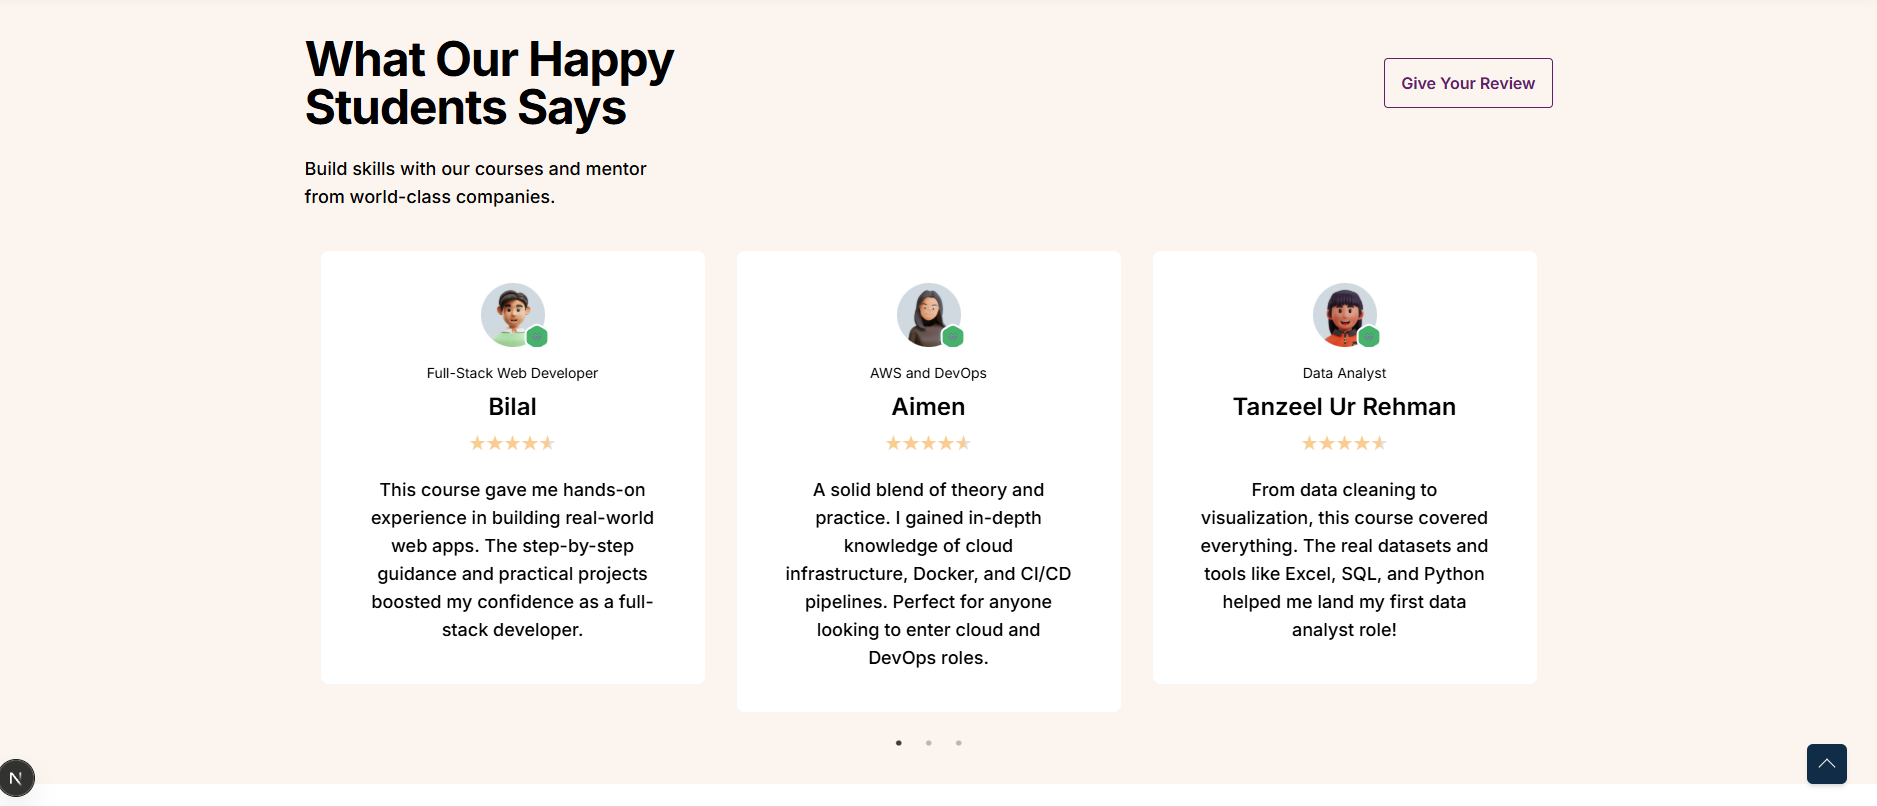 What Our Happy
Students Says
Give Your Review
Build skills with our courses and mentor
from world-class companies.
Full-Stack Web Developer
Bilal
This course gave me hands-on
experience in building real-world
web apps. The step-by-step
guidance and practical projects
boosted my confidence as a full-
stack developer.
AWS and DevOps
Aimen
A solid blend of theory and
practice. I gained in-depth
knowledge of cloud
infrastructure, Docker, and CI/CD
pipelines. Perfect for anyone
looking to enter cloud and
DevOps roles.
Data Analyst
Tanzeel Ur Rehman
From data cleaning to
visualization, this course covered
everything. The real datasets and
tools like Excel, SQL, and Python
helped me land my first data
analyst role!
N